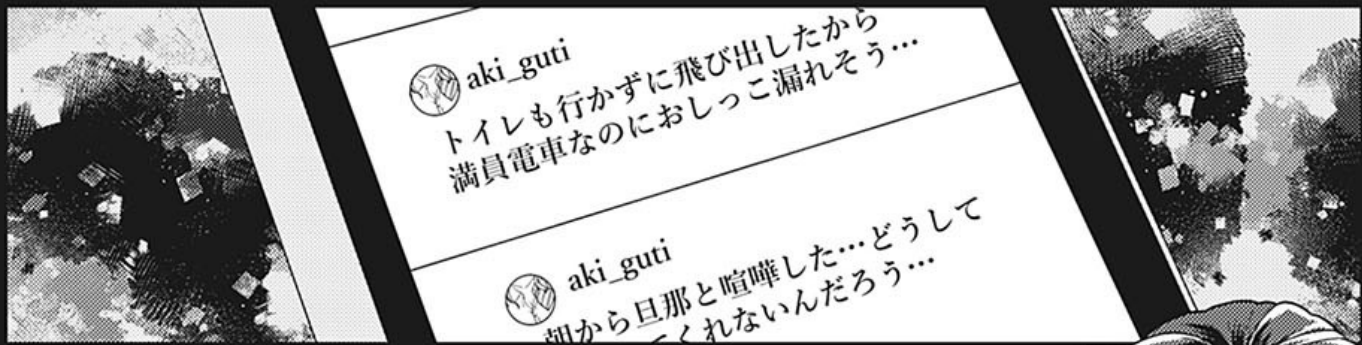 aki_guti
トイレも行かずに飛び出したから
満員電車なのにおしっこ漏れそう…
aki_guti
朝から旦那と喧嘩した…どうして
てくれないんだろう…